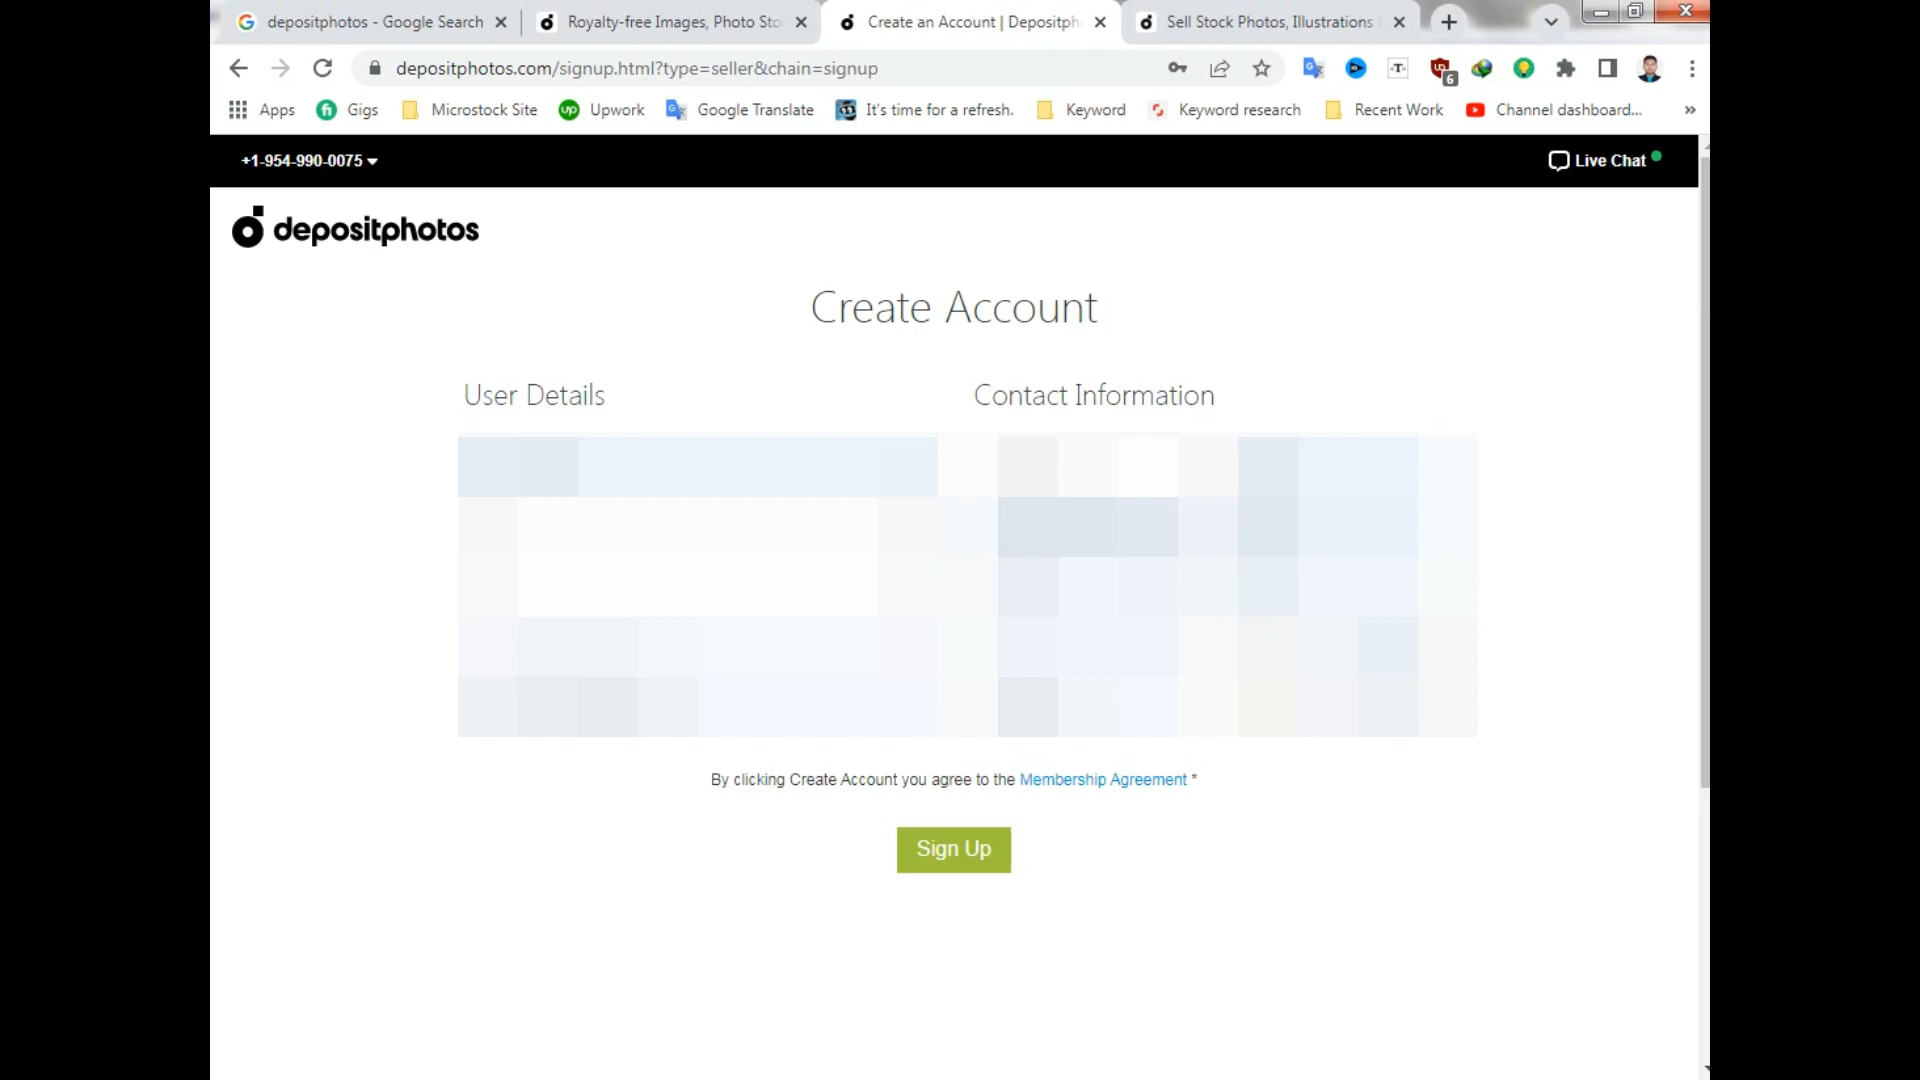 depositphotos - Google Search
Royalty-free Images, Photo Sto
Create an Account | Depositph
Sell Stock Photos, Illustrations
depositphotos.com/signup.html?type=seller&chain=signup
6
Apps
Gigs
Microstock Site
Upwork
Google Translate
It's time for a refresh.
Keyword
Keyword research
Recent Work
Channel dashboard...
+1-954-990-0075
Live Chat
depositphotos
Create Account
User Details
Contact Information
By clicking Create Account you agree to the Membership Agreement *
Sign Up